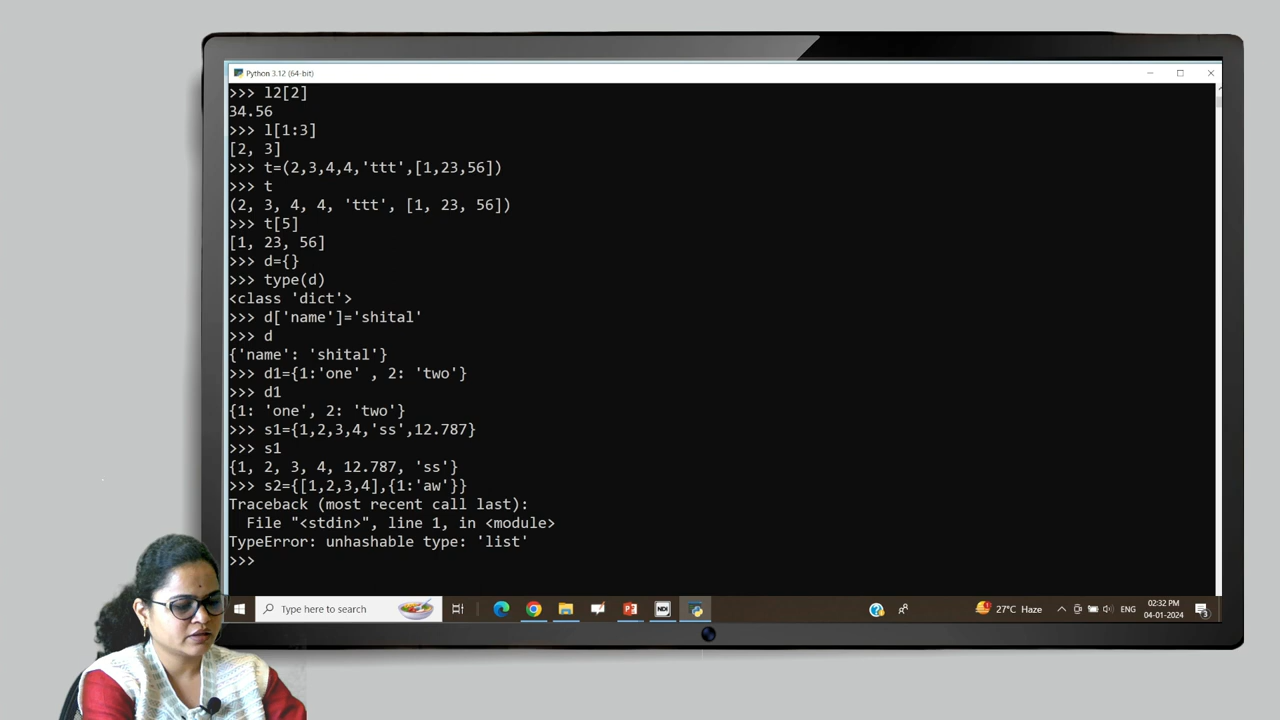 Python 3.12 (64-bit)
>>> l2[2]
34.56
>>> l[1:3]
[2, 3]
>>> t=(2,3,4,4,'ttt',[1,23,56])
>>> t
(2, 3, 4, 4, 'ttt', [1, 23, 56])
>>> t[5]
[1, 23, 56]
>>> d={}
>>> type(d)
<class 'dict'>
>>> d['name']='shital'
>>> d
{'name': 'shital'}
>>> d1={1:'one' , 2: 'two'}
>>> d1
{1: 'one', 2: 'two'}
>>> s1={1,2,3,4,'ss',12.787}
>>> s1
{1, 2, 3, 4, 12.787, 'ss'}
>>> s2={[1,2,3,4],{1:'aw'}}
Traceback (most recent call last):
  File "<stdin>", line 1, in <module>
TypeError: unhashable type: 'list'
>>>
Type here to search
NDI
27°C Haze
ENG
02:32 PM
04-01-2024
3